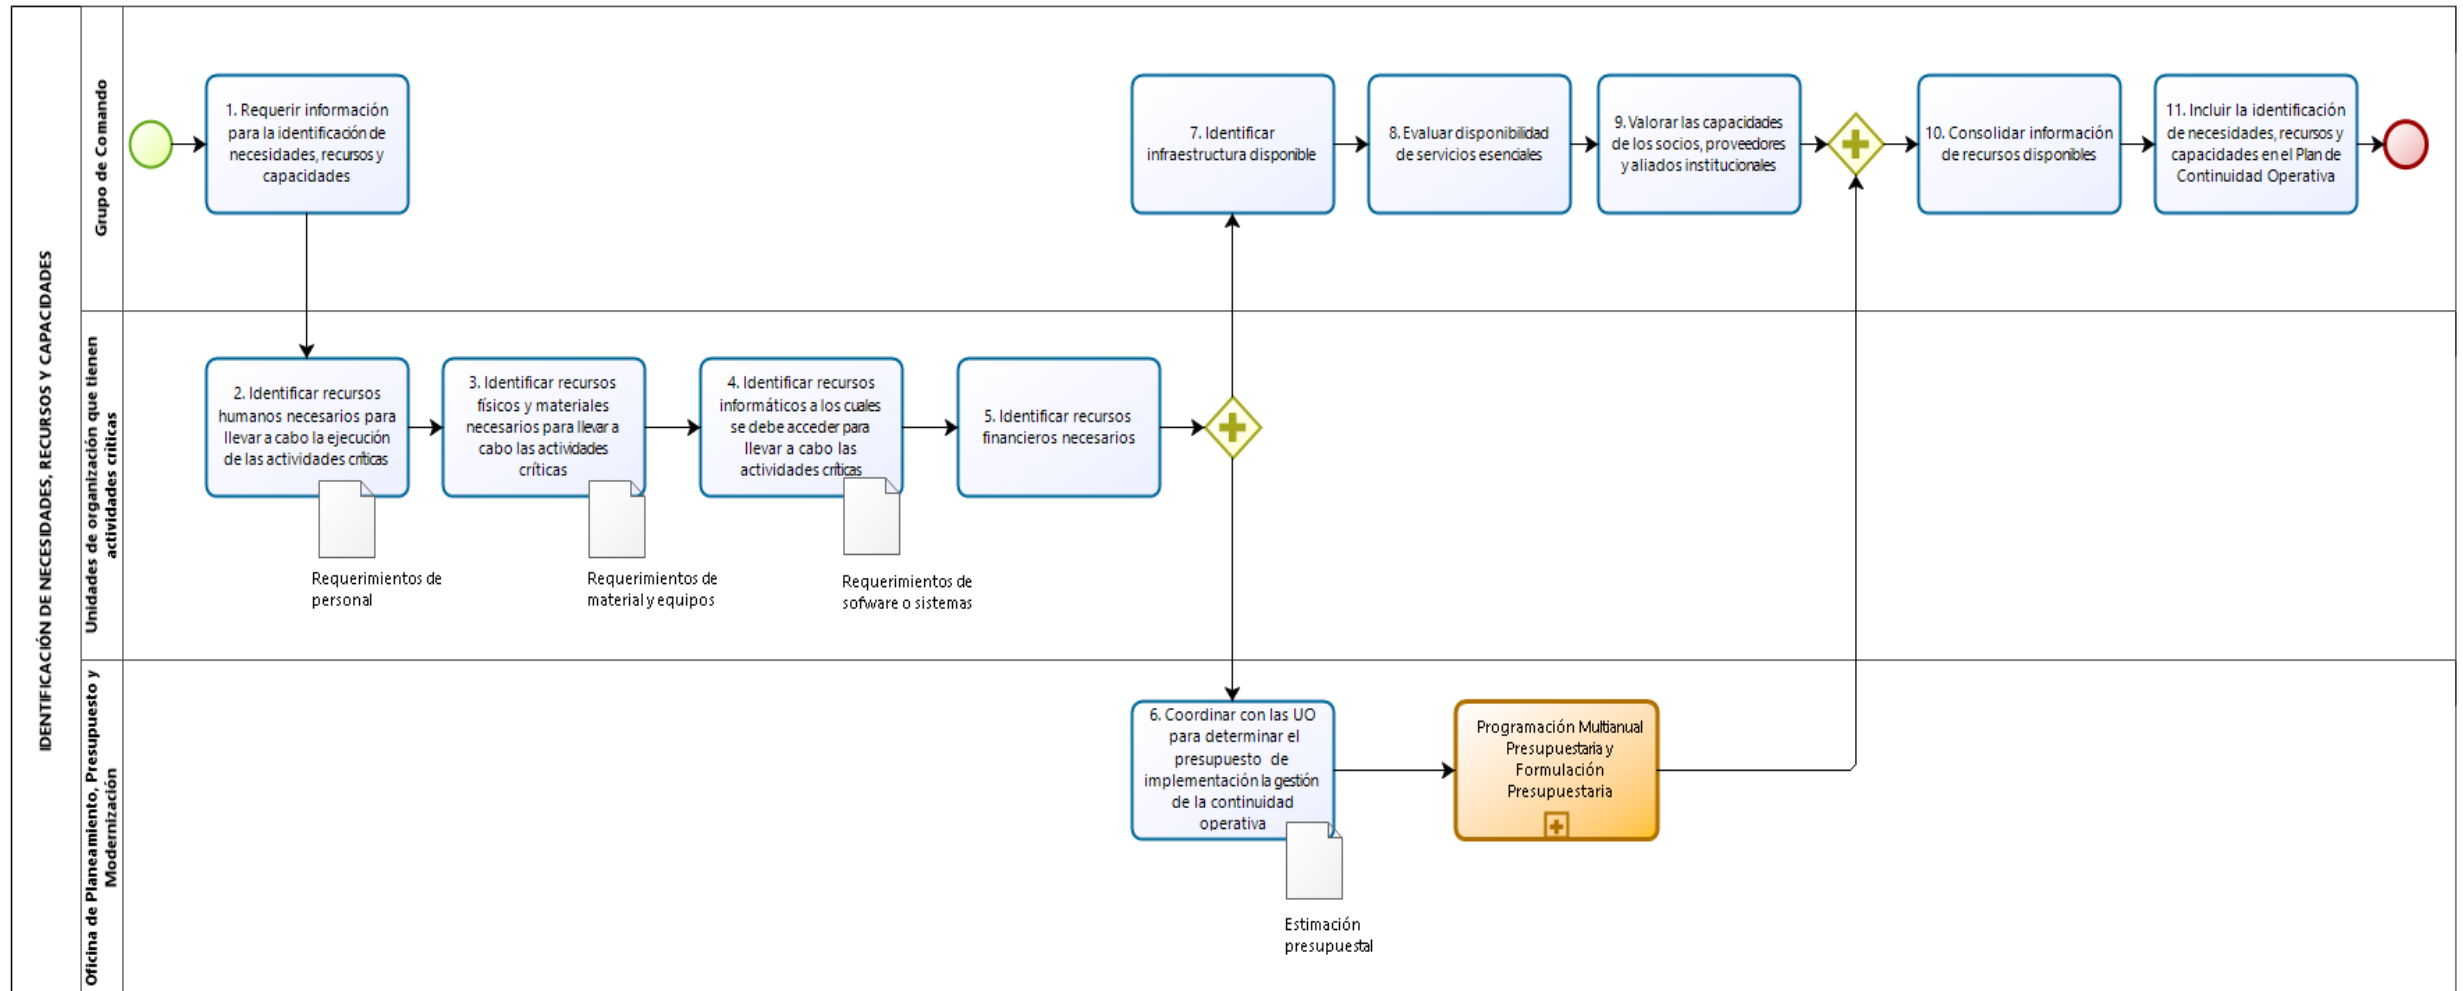 IDENTIFICACIÓN DE NECESIDADES, RECURSOS Y CAPACIDADES
Grupo de Comando
1. Requerir información
para la identificación de
necesidades, recursos y
capacidades
7. Identificar
infraestructura disponible
8. Evaluar disponibilidad
de servicios esenciales
9. Valorar las capacidades
de los socios, proveedores
y aliados institucionales
10. Consolidar información
de recursos disponibles
11. Incluir la identificación
de necesidades, recursos y
capacidades en el Plan de
Continuidad Operativa
Unidades de organización que tienen
actividades críticas
2. Identificar recursos
humanos necesarios para
llevar a cabo la ejecución
de las actividades críticas
Requerimientos de
personal
3. Identificar recursos
físicos y materiales
necesarios para llevar a
cabo las actividades
críticas
Requerimientos de
material y equipos
4. Identificar recursos
informáticos a los cuales
se debe acceder para
llevar a cabo las
actividades críticas
Requerimientos de
sofware o sistemas
5. Identificar recursos
financieros necesarios
Oficina de Planeamiento, Presupuesto y
Modernización
6. Coordinar con las UO
para determinar el
presupuesto de
implementación la gestión
de la continuidad
operativa
Estimación
presupuestal
Programación Multianual
Presupuestaria y
Formulación
Presupuestaria